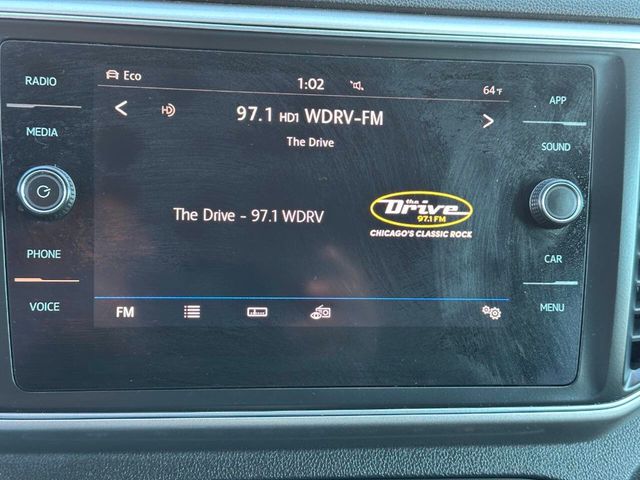 RADIO
MEDIA
PHONE
VOICE
Eco
1:02
64°F
97.1 HD1 WDRV-FM
The Drive
The Drive - 97.1 WDRV
the
Drive
97.1 FM
CHICAGO'S CLASSIC ROCK
FM
APP
SOUND
CAR
MENU